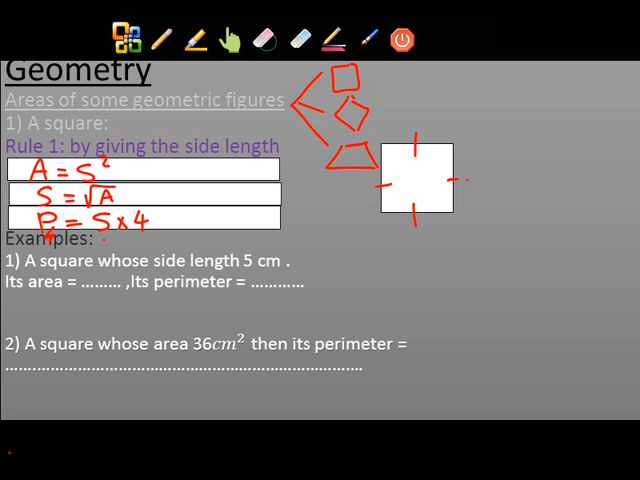 Geometry
Areas of some geometric figures
1) A square:
Rule 1: by giving the side length
A = S²
S = √A
P = S × 4
Examples:
1) A square whose side length 5 cm .
Its area = ……… ,Its perimeter = …………
2) A square whose area 36cm² then its perimeter =
……………………………………………………………….